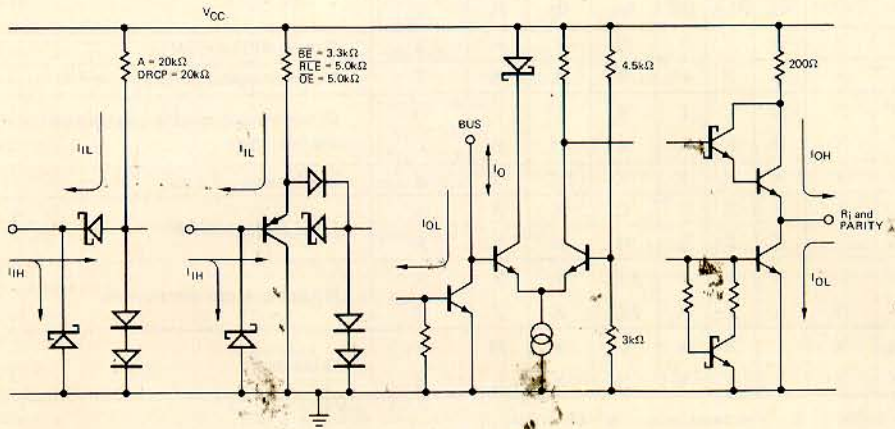 VCC
A = 20kΩ
DRCP = 20kΩ
BE = 3.3kΩ
RLE = 5.0kΩ
OE = 5.0kΩ
4.5kΩ
200Ω
BUS
IIL
IIL
IO
IOH
IOL
Ri and
PARITY
IIH
IIH
IOL
3kΩ